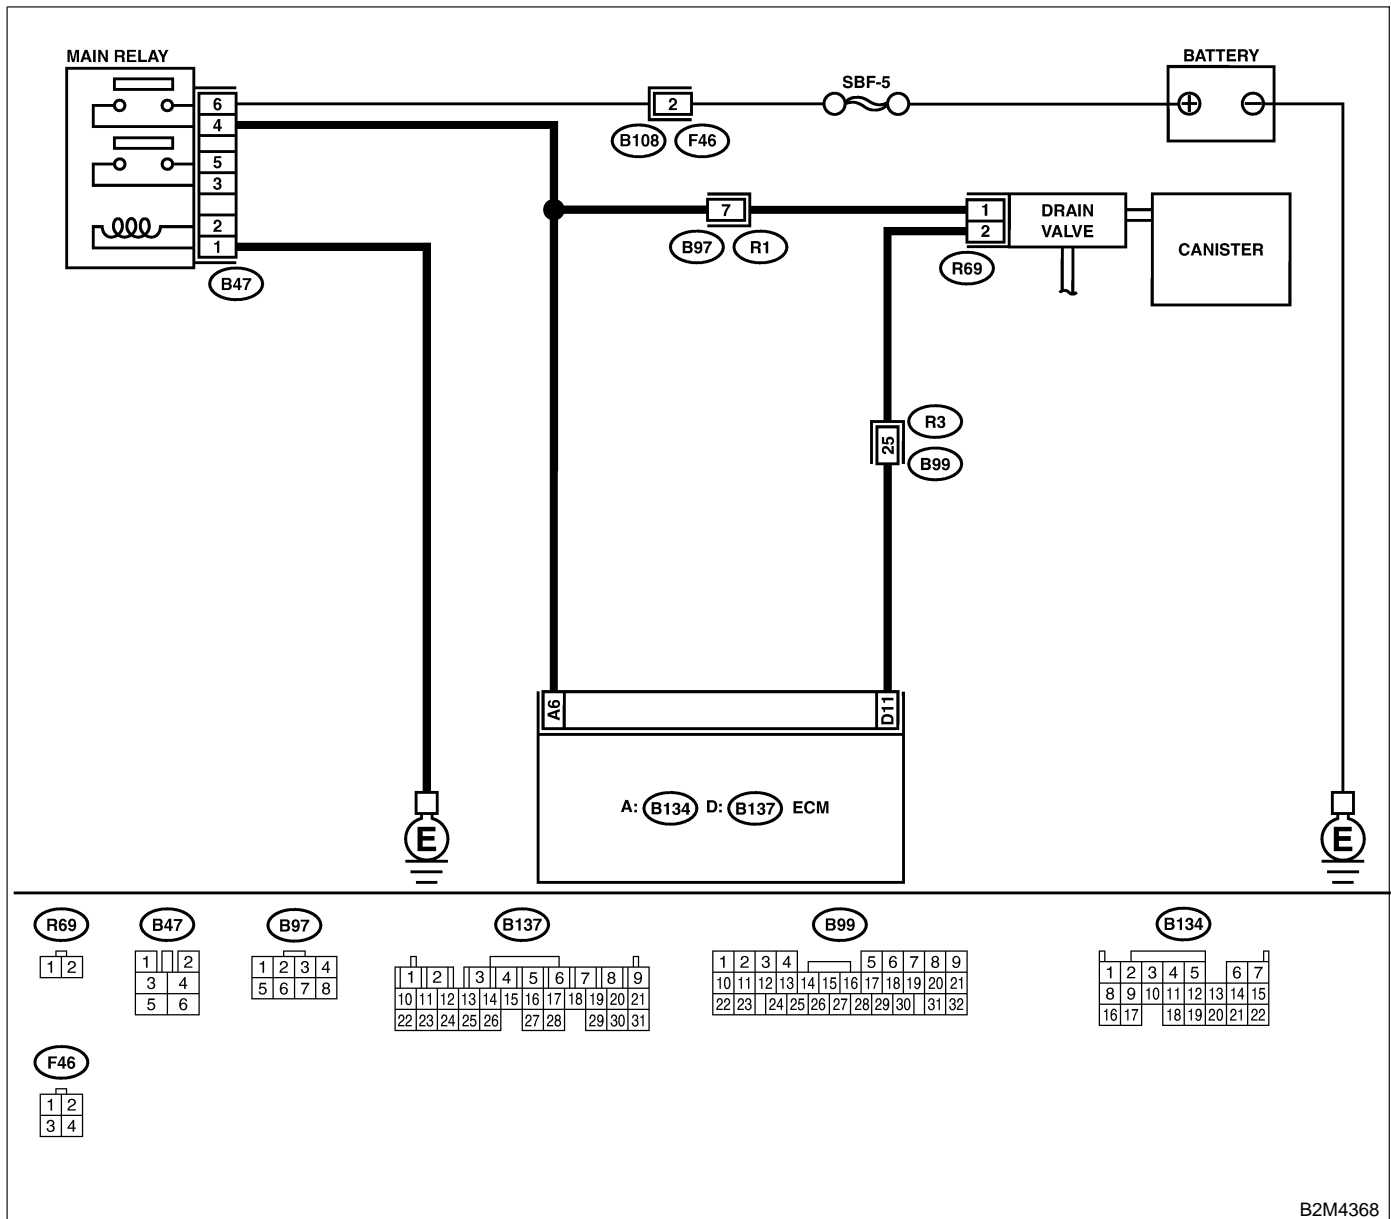 MAIN RELAY
BATTERY
SBF-5
6
4
5
3
2
1
B47
2
B108 F46
+ −
7
B97 R1
1
2
R69
DRAIN
VALVE
CANISTER
25
R3
B99
A6
D11
A: B134 D: B137 ECM
E
E
R69
1 2
B47
1 2
3 4
5 6
B97
1 2 3 4
5 6 7 8
B137
1 2 3 4 5 6 7 8 9
10 11 12 13 14 15 16 17 18 19 20 21
22 23 24 25 26 27 28 29 30 31
B99
1 2 3 4 5 6 7 8 9
10 11 12 13 14 15 16 17 18 19 20 21
22 23 24 25 26 27 28 29 30 31 32
B134
1 2 3 4 5 6 7
8 9 10 11 12 13 14 15
16 17 18 19 20 21 22
F46
1 2
3 4
B2M4368